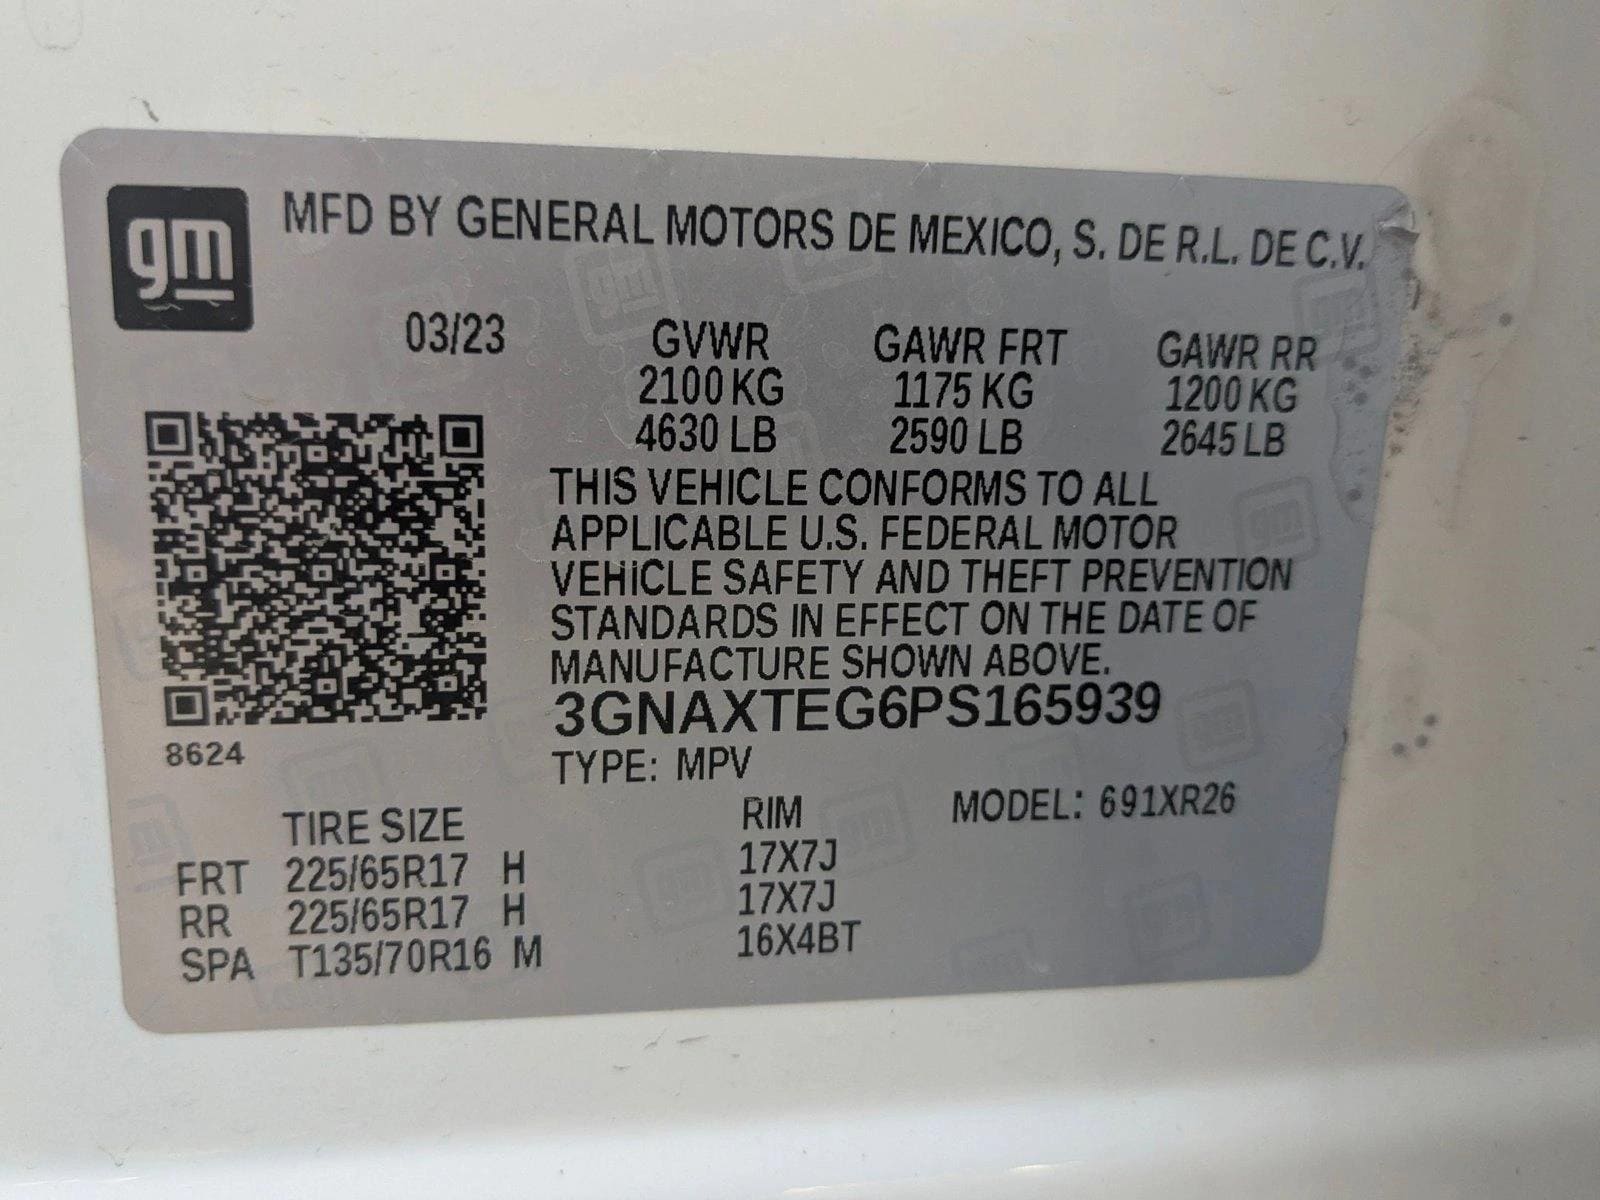 gm
MFD BY GENERAL MOTORS DE MEXICO, S. DE R.L. DE C.V.
03/23 GVWR GAWR FRT GAWR RR
2100 KG 1175 KG 1200 KG
4630 LB 2590 LB 2645 LB
THIS VEHICLE CONFORMS TO ALL
APPLICABLE U.S. FEDERAL MOTOR
VEHICLE SAFETY AND THEFT PREVENTION
STANDARDS IN EFFECT ON THE DATE OF
MANUFACTURE SHOWN ABOVE.
3GNAXTEG6PS165939
8624
TYPE: MPV
TIRE SIZE RIM MODEL: 691XR26
FRT 225/65R17 H 17X7J
RR 225/65R17 H 17X7J
SPA T135/70R16 M 16X4BT